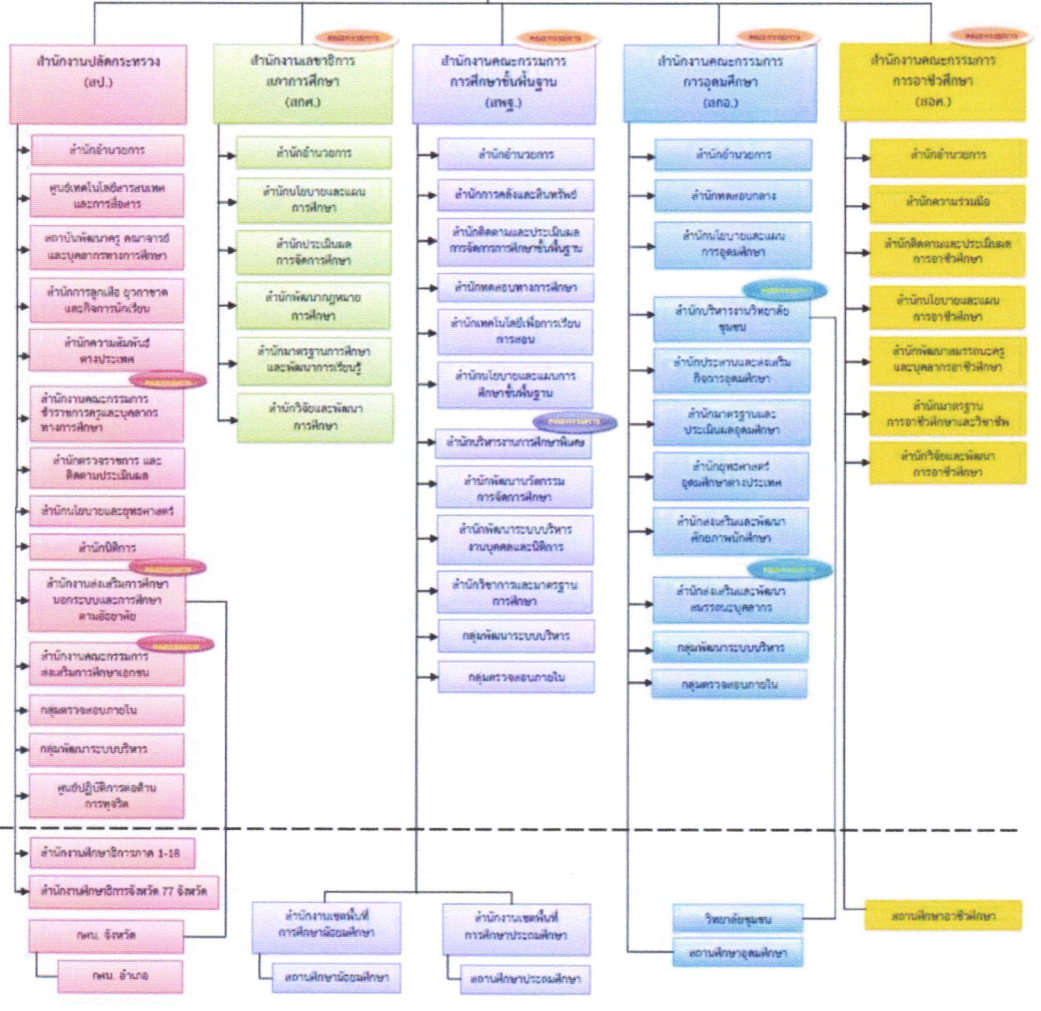 สำนักงานปลัดกระทรวง
(สป.)
สำนักอำนวยการ
ศูนย์เทคโนโลยีสารสนเทศ
และการสื่อสาร
สถาบันพัฒนาครู คณาจารย์
และบุคลากรทางการศึกษา
สำนักการลูกเสือ ยุวกาชาด
และกิจการนักเรียน
สำนักความสัมพันธ์
ต่างประเทศ
สำนักงานคณะกรรมการ
ข้าราชการครูและบุคลากร
ทางการศึกษา
สำนักตรวจราชการ และ
ติดตามประเมินผล
สำนักนโยบายและยุทธศาสตร์
สำนักนิติการ
สำนักงานส่งเสริมการศึกษา
นอกระบบและการศึกษา
ตามอัธยาศัย
สำนักงานคณะกรรมการ
ส่งเสริมการศึกษาเอกชน
กลุ่มตรวจสอบภายใน
กลุ่มพัฒนาระบบบริหาร
ศูนย์ปฏิบัติการต่อต้าน
การทุจริต
สำนักงานศึกษาธิการภาค 1-18
สำนักงานศึกษาธิการจังหวัด 77 จังหวัด
กศน. จังหวัด
กศน. อำเภอ
สำนักงานเลขาธิการ
สภาการศึกษา
(สกศ.)
สำนักอำนวยการ
สำนักนโยบายและแผน
การศึกษา
สำนักประเมินผล
การจัดการศึกษา
สำนักพัฒนากฎหมาย
การศึกษา
สำนักมาตรฐานการศึกษา
และพัฒนาการเรียนรู้
สำนักวิจัยและพัฒนา
การศึกษา
สำนักงานคณะกรรมการ
การศึกษาขั้นพื้นฐาน
(สพฐ.)
สำนักอำนวยการ
สำนักการคลังและสินทรัพย์
สำนักติดตามและประเมินผล
การจัดการการศึกษาขั้นพื้นฐาน
สำนักทดสอบทางการศึกษา
สำนักเทคโนโลยีเพื่อการเรียน
การสอน
สำนักนโยบายและแผนการ
ศึกษาขั้นพื้นฐาน
สำนักบริหารงานการศึกษาพิเศษ
สำนักพัฒนานวัตกรรม
การจัดการศึกษา
สำนักพัฒนาระบบบริหาร
งานบุคคลและนิติการ
สำนักวิชาการและมาตรฐาน
การศึกษา
กลุ่มพัฒนาระบบบริหาร
กลุ่มตรวจสอบภายใน
สำนักงานเขตพื้นที่
การศึกษามัธยมศึกษา
สถานศึกษามัธยมศึกษา
สำนักงานเขตพื้นที่
การศึกษาประถมศึกษา
สถานศึกษาประถมศึกษา
สำนักงานคณะกรรมการ
การอุดมศึกษา
(สกอ.)
สำนักอำนวยการ
สำนักทดสอบกลาง
สำนักนโยบายและแผน
การอุดมศึกษา
สำนักบริหารงานวิทยาลัย
ชุมชน
สำนักประสานและส่งเสริม
กิจการอุดมศึกษา
สำนักมาตรฐานและ
ประเมินผลอุดมศึกษา
สำนักยุทธศาสตร์
อุดมศึกษาต่างประเทศ
สำนักส่งเสริมและพัฒนา
ศักยภาพนักศึกษา
สำนักส่งเสริมและพัฒนา
สมรรถนะบุคลากร
กลุ่มพัฒนาระบบบริหาร
กลุ่มตรวจสอบภายใน
วิทยาลัยชุมชน
สถานศึกษาอุดมศึกษา
สำนักงานคณะกรรมการ
การอาชีวศึกษา
(สอศ.)
สำนักอำนวยการ
สำนักความร่วมมือ
สำนักติดตามและประเมินผล
การอาชีวศึกษา
สำนักนโยบายและแผน
การอาชีวศึกษา
สำนักพัฒนาสมรรถนะครู
และบุคลากรอาชีวศึกษา
สำนักมาตรฐาน
การอาชีวศึกษาและวิชาชีพ
สำนักวิจัยและพัฒนา
การอาชีวศึกษา
สถานศึกษาอาชีวศึกษา